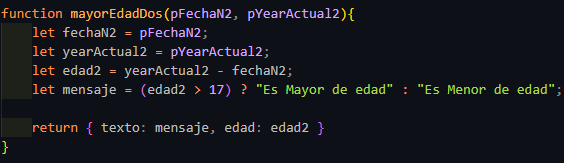 function mayorEdadDos(pFechaN2, pYearActual2){
let fechaN2 = pFechaN2;
let yearActual2 = pYearActual2;
let edad2 = yearActual2 - fechaN2;
let mensaje = (edad2 > 17) ? "Es Mayor de edad" : "Es Menor de edad";
return { texto: mensaje, edad: edad2 }
}